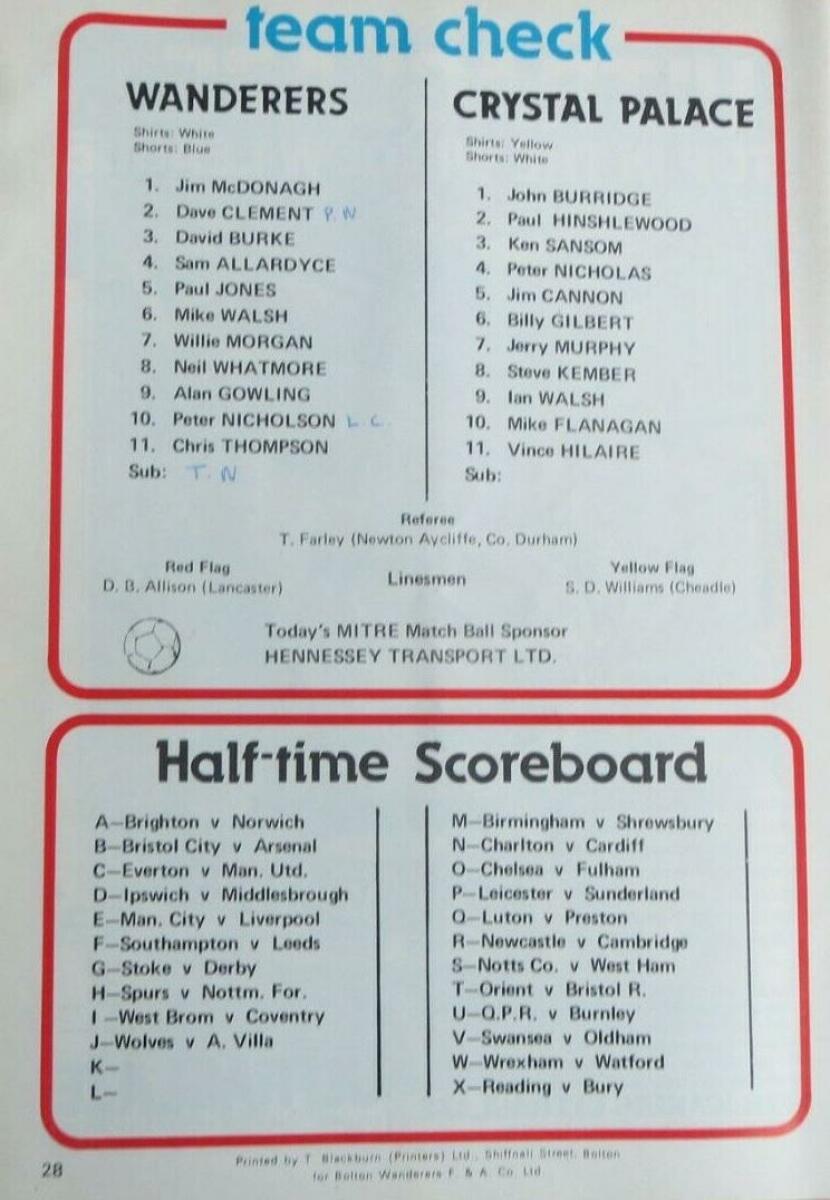 team check
WANDERERS
Shirts: White
Shorts: Blue
1. Jim McDONAGH
2. Dave CLEMENT P. N
3. David BURKE
4. Sam ALLARDYCE
5. Paul JONES
6. Mike WALSH
7. Willie MORGAN
8. Neil WHATMORE
9. Alan GOWLING
10. Peter NICHOLSON L. C.
11. Chris THOMPSON
Sub: T. N
CRYSTAL PALACE
Shirts: Yellow
Shorts: White
1. John BURRIDGE
2. Paul HINSHLEWOOD
3. Ken SANSOM
4. Peter NICHOLAS
5. Jim CANNON
6. Billy GILBERT
7. Jerry MURPHY
8. Steve KEMBER
9. Ian WALSH
10. Mike FLANAGAN
11. Vince HILAIRE
Sub:
Referee
T. Farley (Newton Aycliffe, Co. Durham)
Red Flag
D. B. Allison (Lancaster)
Linesmen
Yellow Flag
S. D. Williams (Cheadle)
Today's MITRE Match Ball Sponsor
HENNESSEY TRANSPORT LTD.
Half-time Scoreboard
A—Brighton v Norwich
B—Bristol City v Arsenal
C—Everton v Man. Utd.
D—Ipswich v Middlesbrough
E—Man. City v Liverpool
F—Southampton v Leeds
G—Stoke v Derby
H—Spurs v Nottm. For.
I—West Brom v Coventry
J—Wolves v A. Villa
K—
L—
M—Birmingham v Shrewsbury
N—Charlton v Cardiff
O—Chelsea v Fulham
P—Leicester v Sunderland
Q—Luton v Preston
R—Newcastle v Cambridge
S—Notts Co. v West Ham
T—Orient v Bristol R.
U—Q.P.R. v Burnley
V—Swansea v Oldham
W—Wrexham v Watford
X—Reading v Bury
28
Printed by T. Blackburn (Printers) Ltd., Shiffnall Street, Bolton
for Bolton Wanderers F. & A. Co. Ltd.